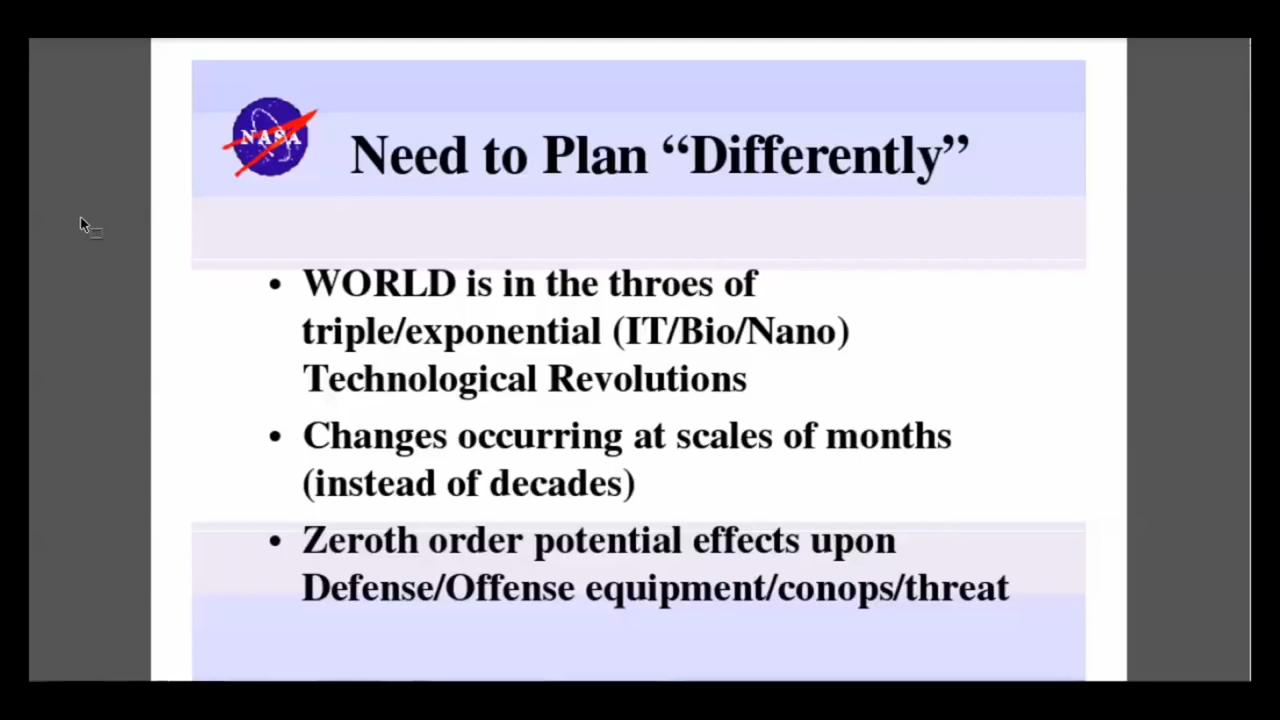 NASA
Need to Plan “Differently”
• WORLD is in the throes of
triple/exponential (IT/Bio/Nano)
Technological Revolutions
• Changes occurring at scales of months
(instead of decades)
• Zeroth order potential effects upon
Defense/Offense equipment/conops/threat